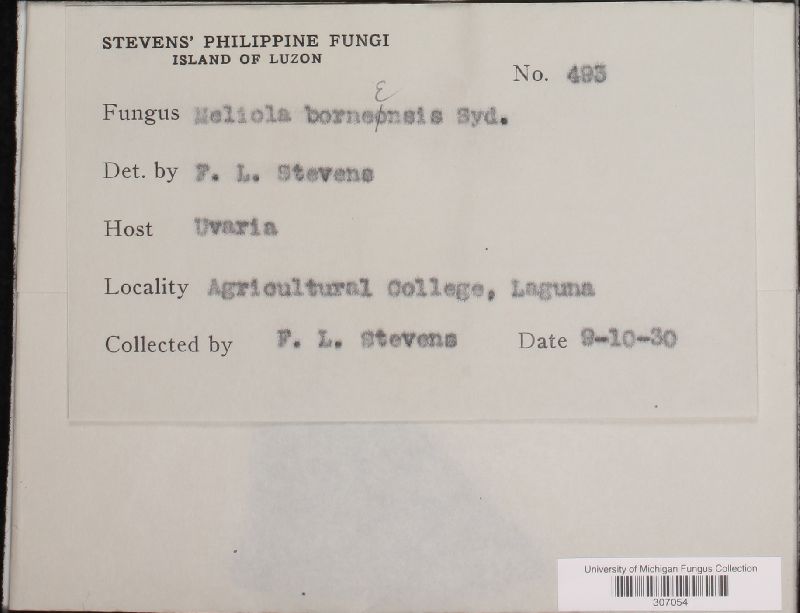 STEVENS' PHILIPPINE FUNGI
ISLAND OF LUZON
No. 493
Fungus Meliola borneensis Syd.
Det. by F. L. Stevens
Host Uvaria
Locality Agricultural College, Laguna
Collected by F. L. Stevens Date 9-10-30
University of Michigan Fungus Collection
307054